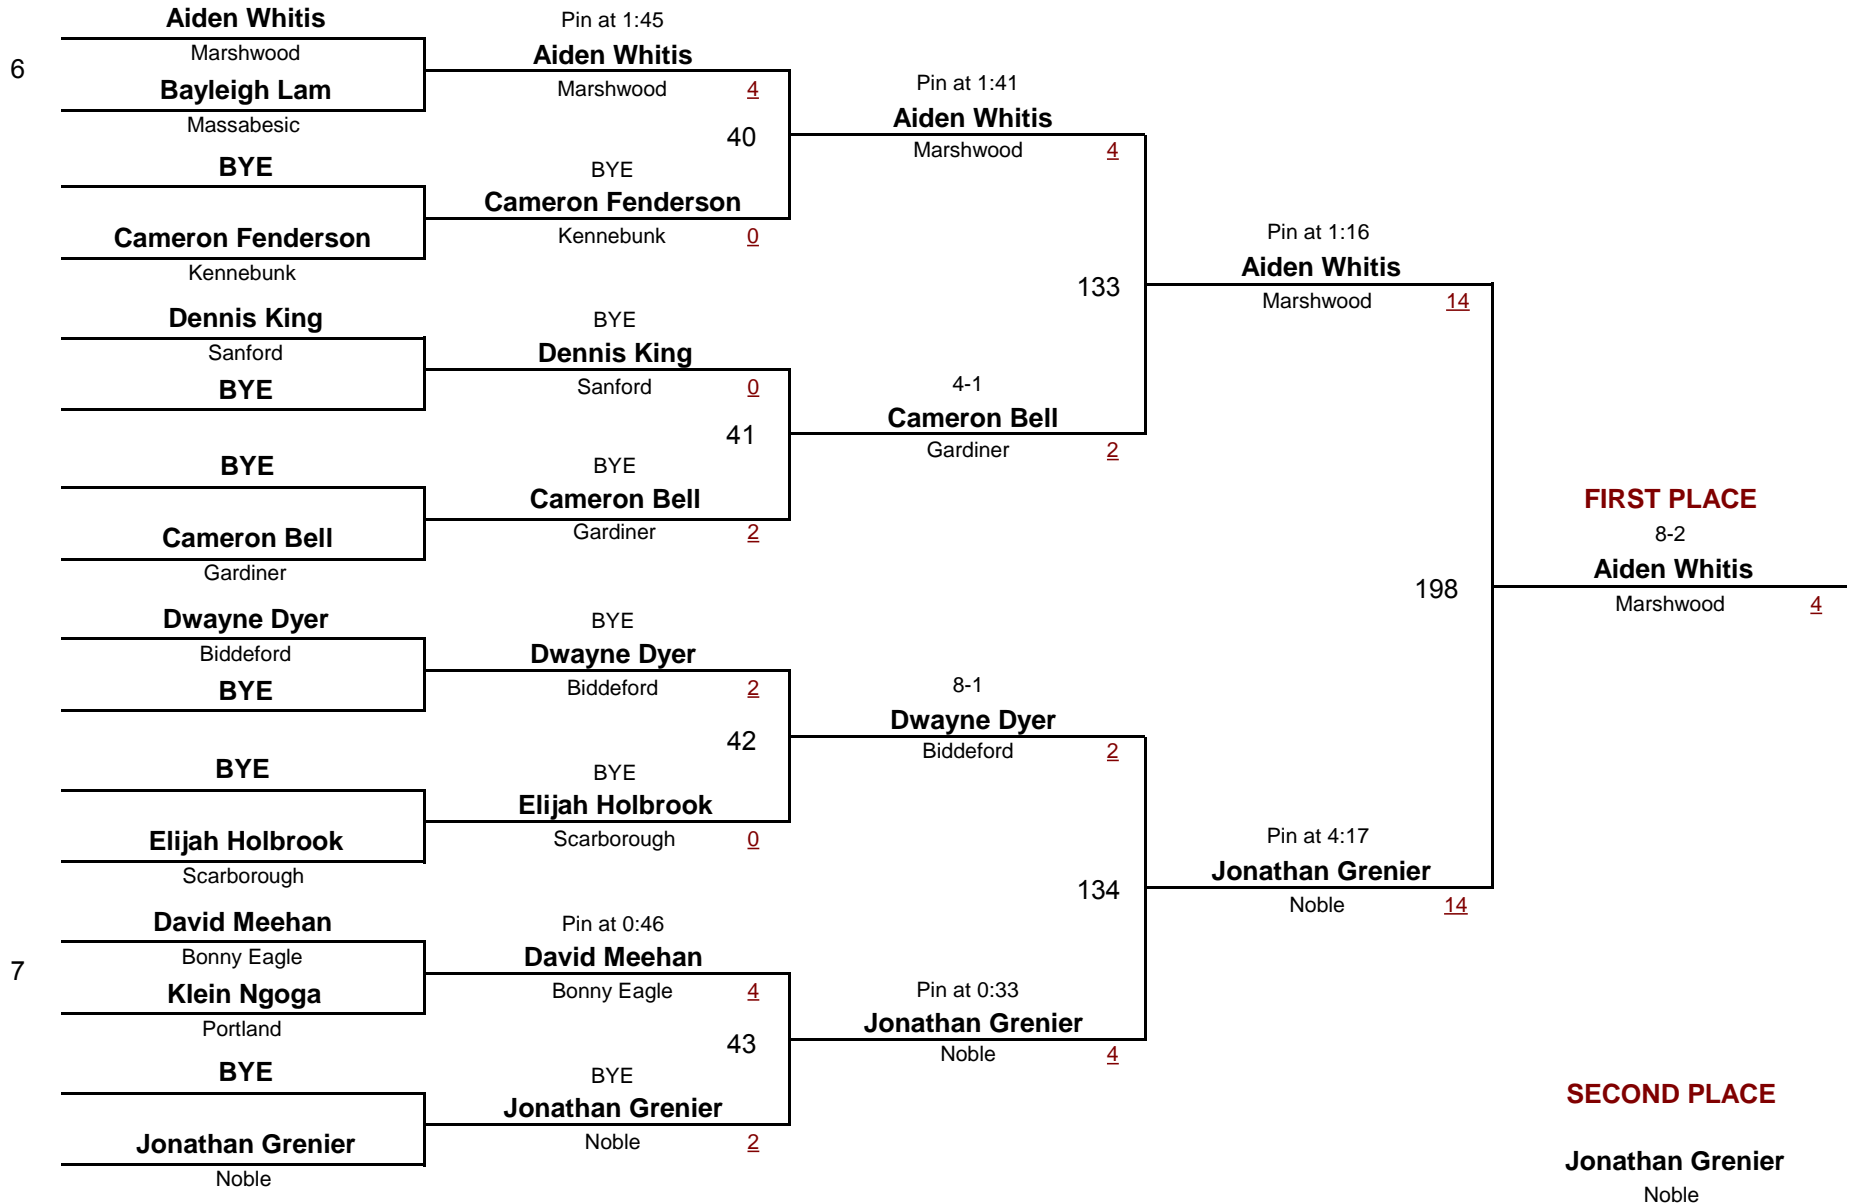 Aiden Whitis
Marshwood
6
Bayleigh Lam
Massabesic
BYE
Cameron Fenderson
Kennebunk
Dennis King
Sanford
BYE
BYE
Cameron Bell
Gardiner
Dwayne Dyer
Biddeford
BYE
BYE
Elijah Holbrook
Scarborough
David Meehan
Bonny Eagle
7
Klein Ngoga
Portland
BYE
Jonathan Grenier
Noble
Pin at 1:45
Aiden Whitis
Marshwood 4
40
BYE
Cameron Fenderson
Kennebunk 0
BYE
Dennis King
Sanford 0
41
BYE
Cameron Bell
Gardiner 2
BYE
Dwayne Dyer
Biddeford 2
42
BYE
Elijah Holbrook
Scarborough 0
Pin at 0:46
David Meehan
Bonny Eagle 4
43
BYE
Jonathan Grenier
Noble 2
Pin at 1:41
Aiden Whitis
Marshwood 4
133
4-1
Cameron Bell
Gardiner 2
8-1
Dwayne Dyer
Biddeford 2
134
Pin at 0:33
Jonathan Grenier
Noble 4
Pin at 1:16
Aiden Whitis
Marshwood 14
198
Pin at 4:17
Jonathan Grenier
Noble 14
FIRST PLACE
8-2
Aiden Whitis
Marshwood 4
SECOND PLACE
Jonathan Grenier
Noble